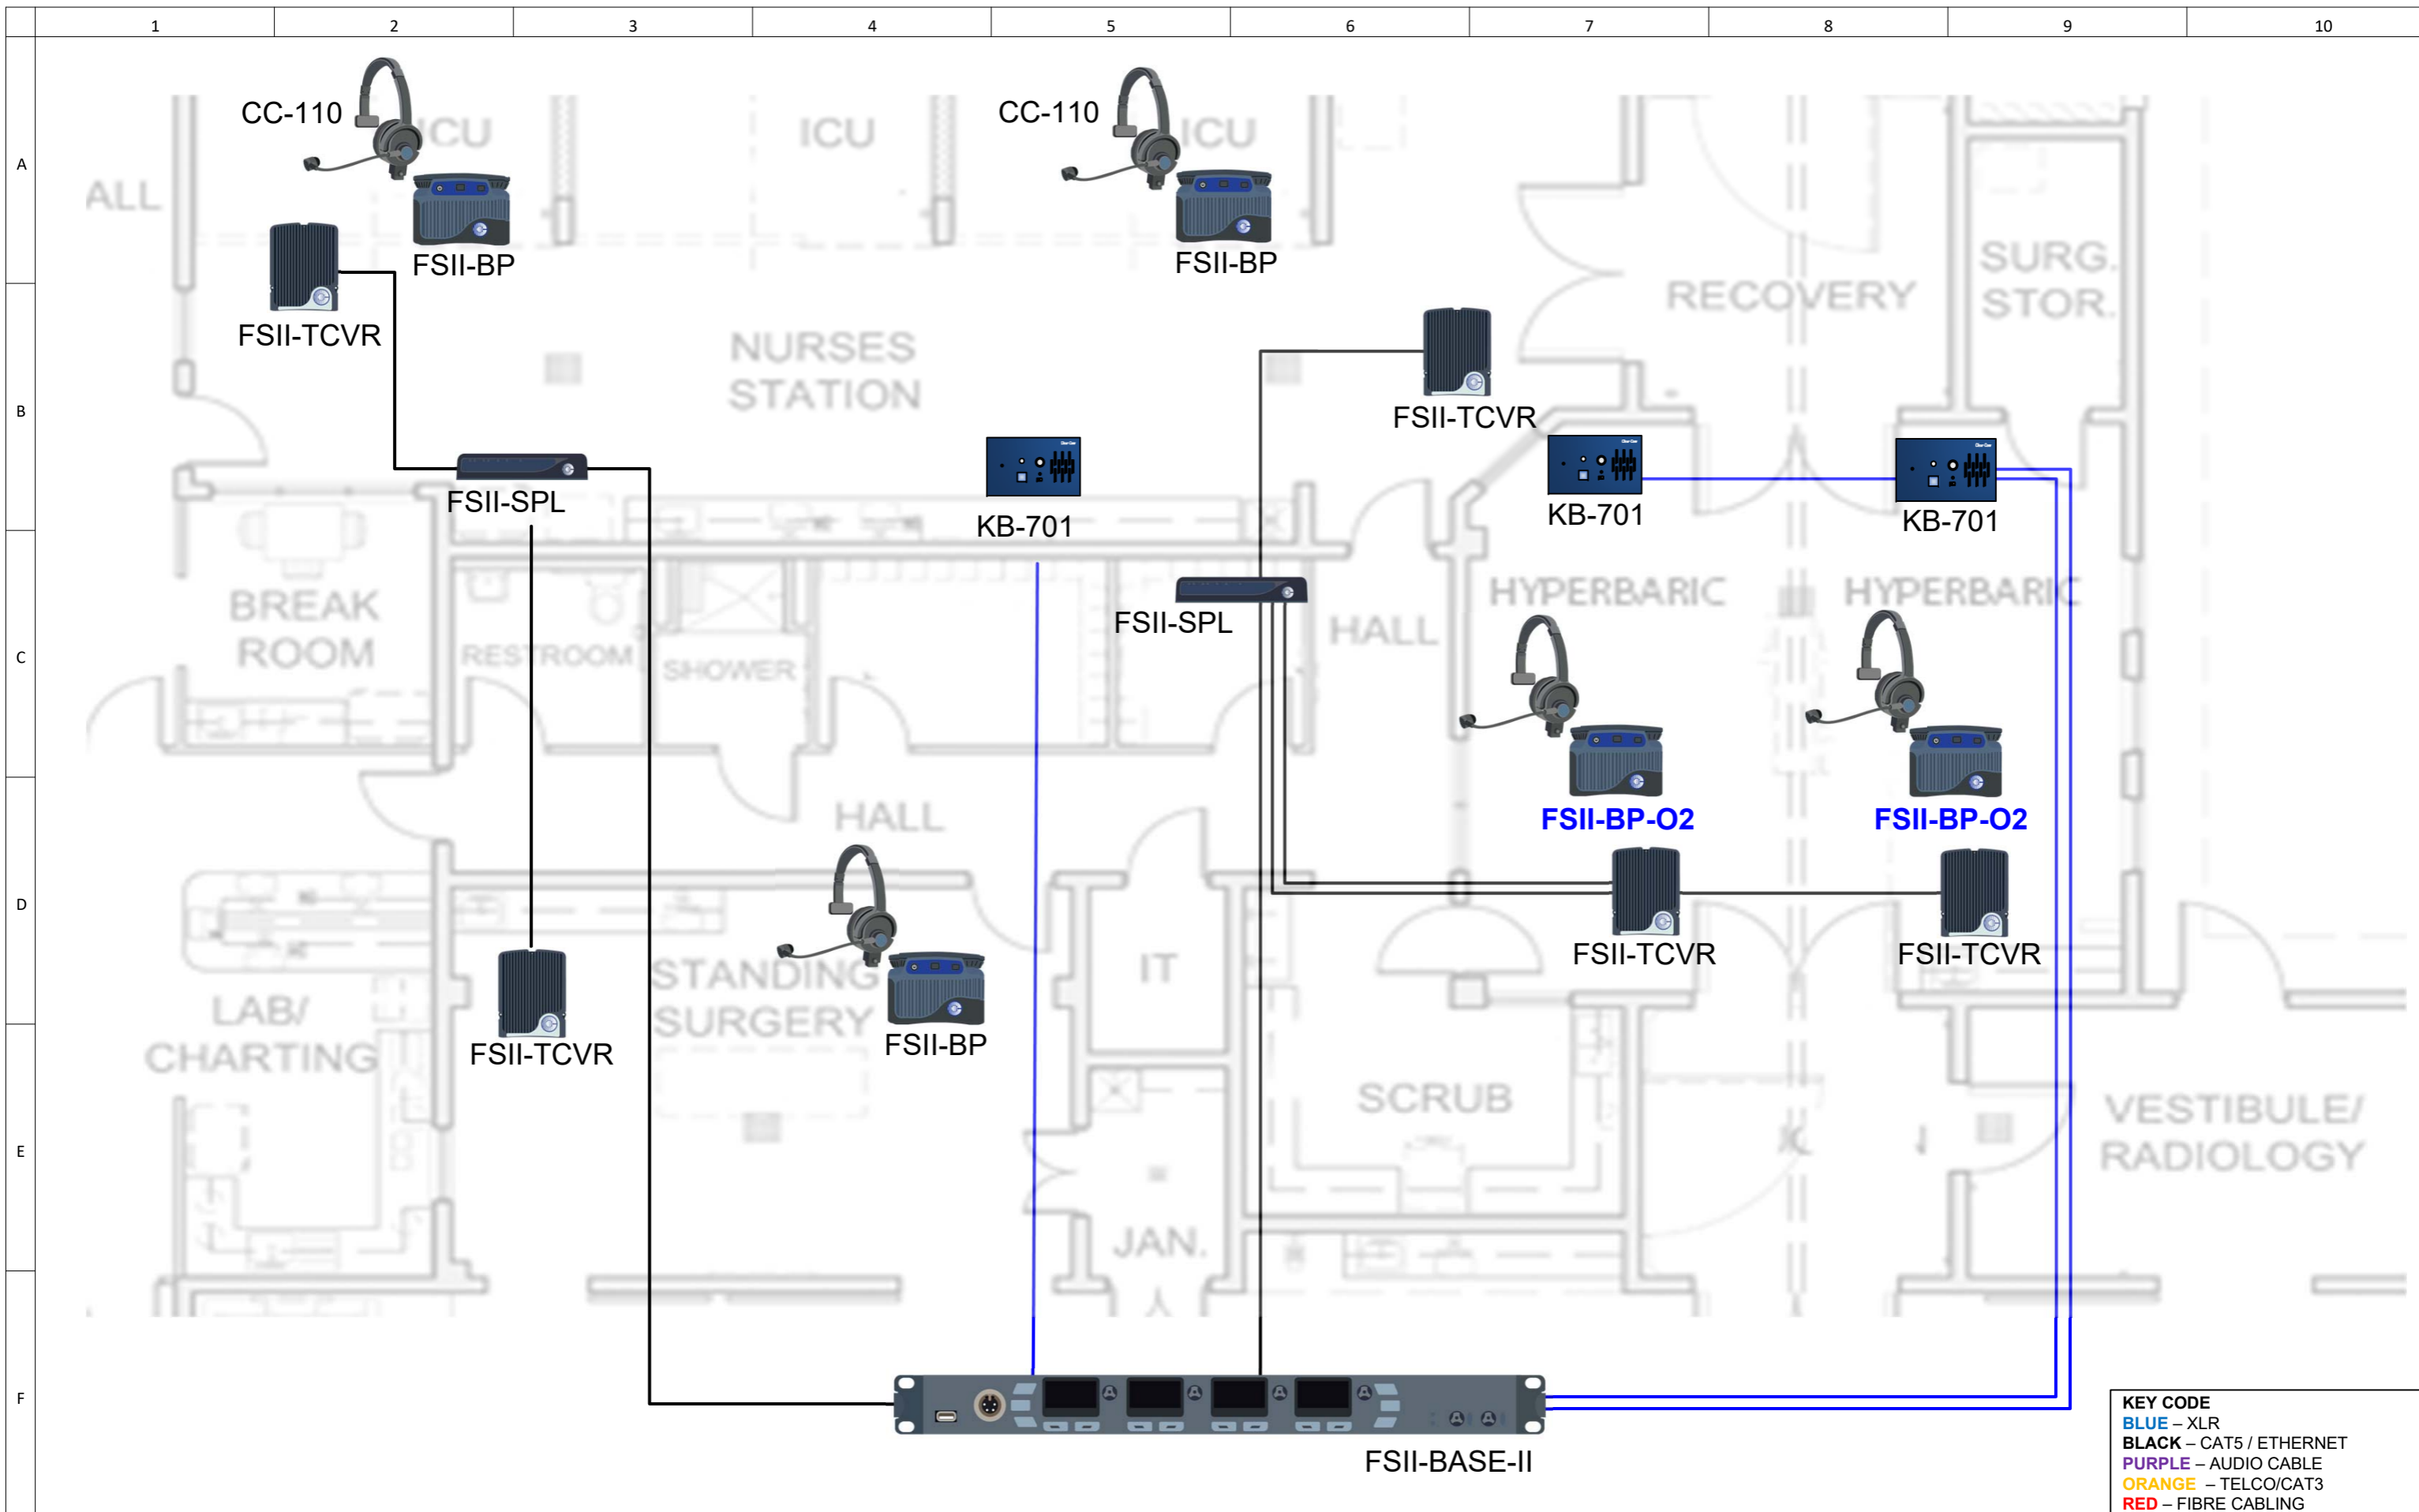 1 2 3 4 5 6 7 8 9 10
A
B
C
D
E
F
CC-110
CC-110
ICU
ICU
ICU
ALL
FSII-BP
FSII-BP
FSII-TCVR
SURG.
STOR.
RECOVERY
NURSES
STATION
FSII-TCVR
FSII-SPL
KB-701
KB-701
KB-701
BREAK
ROOM
RESTROOM
SHOWER
FSII-SPL
HALL
HYPERBARIC
HYPERBARIC
FSII-BP-O2
FSII-BP-O2
HALL
FSII-TCVR
FSII-TCVR
IT
STANDING
SURGERY
LAB/
CHARTING
FSII-TCVR
FSII-BP
SCRUB
VESTIBULE/
RADIOLOGY
JAN.
FSII-BASE-II
KEY CODE
BLUE – XLR
BLACK – CAT5 / ETHERNET
PURPLE – AUDIO CABLE
ORANGE – TELCO/CAT3
RED – FIBRE CABLING